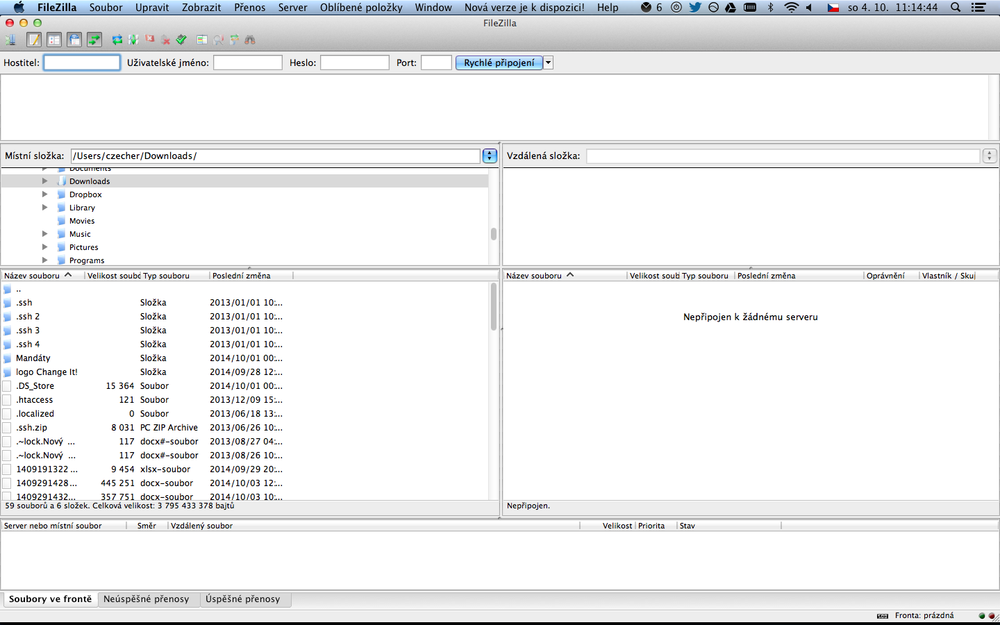 FileZilla Soubor Upravit Zobrazit Přenos Server Oblíbené položky Window Nová verze je k dispozici! Help 6 so 4. 10. 11:14:44
FileZilla
Hostitel: Uživatelské jméno: Heslo: Port: Rychlé připojení
Místní složka: /Users/czecher/Downloads/
Vzdálená složka:
Documents
Downloads
Dropbox
Library
Movies
Music
Pictures
Programs
Název souboru Velikost soubo Typ souboru Poslední změna
..
.ssh Složka 2013/01/01 10:...
.ssh 2 Složka 2013/01/01 10:...
.ssh 3 Složka 2013/01/01 10:...
.ssh 4 Složka 2013/01/01 10:...
Mandáty Složka 2014/10/01 00:...
logo Change It! Složka 2014/09/28 12:...
.DS_Store 15 364 Soubor 2014/10/01 00:...
.htaccess 121 Soubor 2013/12/09 15:...
.localized 0 Soubor 2013/06/18 13:...
.ssh.zip 8 031 PC ZIP Archive 2013/06/26 10:...
.~lock.Nový ... 117 docx#-soubor 2013/08/27 04:...
.~lock.Nový ... 117 docx#-soubor 2013/08/26 10:...
1409191322... 9 454 xlsx-soubor 2014/09/29 20:...
1409291428... 445 251 docx-soubor 2014/10/03 12:...
1409291432... 357 751 docx-soubor 2014/10/03 10:...
59 souborů a 6 složek. Celková velikost: 3 795 433 378 bajtů
Název souboru Velikost soub Typ souboru Poslední změna Oprávnění Vlastník / Sku
Nepřipojen k žádnému serveru
Nepřipojen.
Server nebo místní soubor Směr Vzdálený soubor Velikost Priorita Stav
Soubory ve frontě Neúspěšné přenosy Úspěšné přenosy
Fronta: prázdná